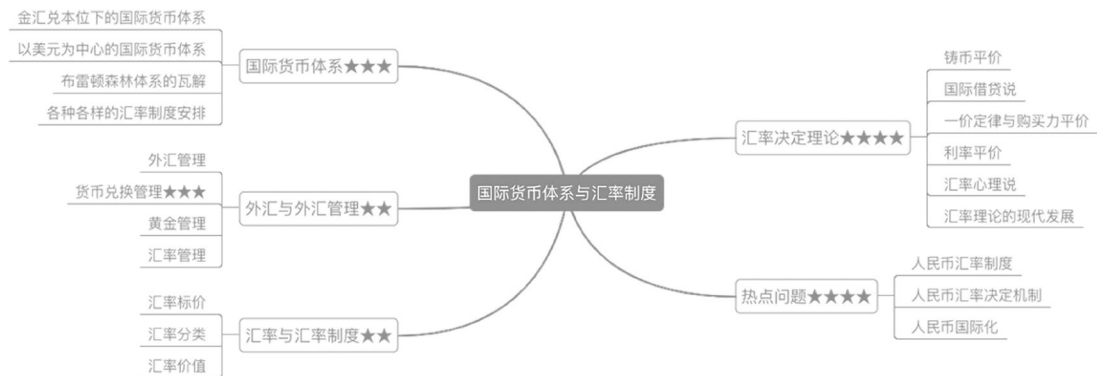 国际货币体系与汇率制度
国际货币体系★★★
金汇兑本位下的国际货币体系
以美元为中心的国际货币体系
布雷顿森林体系的瓦解
各种各样的汇率制度安排
外汇与外汇管理★★
外汇管理
货币兑换管理★★★
黄金管理
汇率管理
汇率与汇率制度★★
汇率标价
汇率分类
汇率价值
汇率决定理论★★★★
铸币平价
国际借贷说
一价定律与购买力平价
利率平价
汇率心理说
汇率理论的现代发展
热点问题★★★★
人民币汇率制度
人民币汇率决定机制
人民币国际化